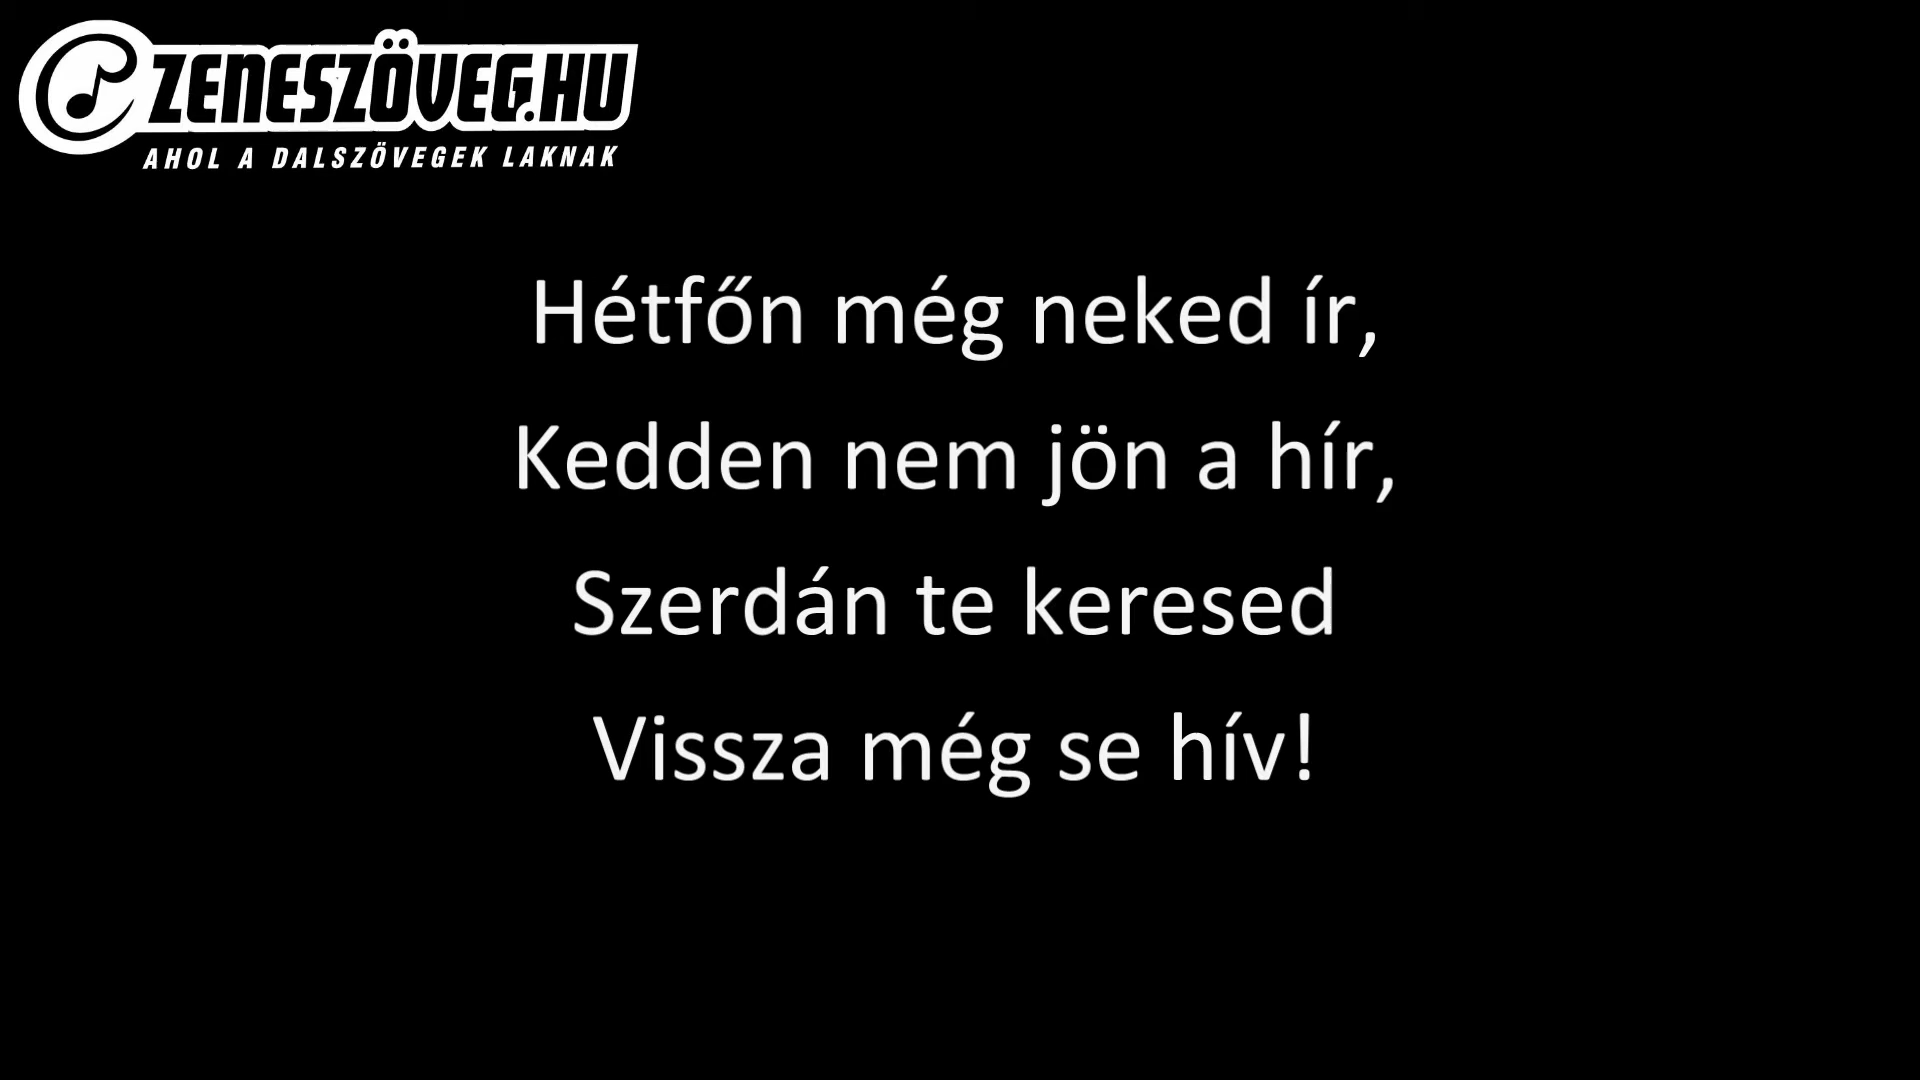 ZENESZÖVEG.HU
AHOL A DALSZÖVEGEK LAKNAK
Hétfőn még neked ír,
Kedden nem jön a hír,
Szerdán te keresed
Vissza még se hív!